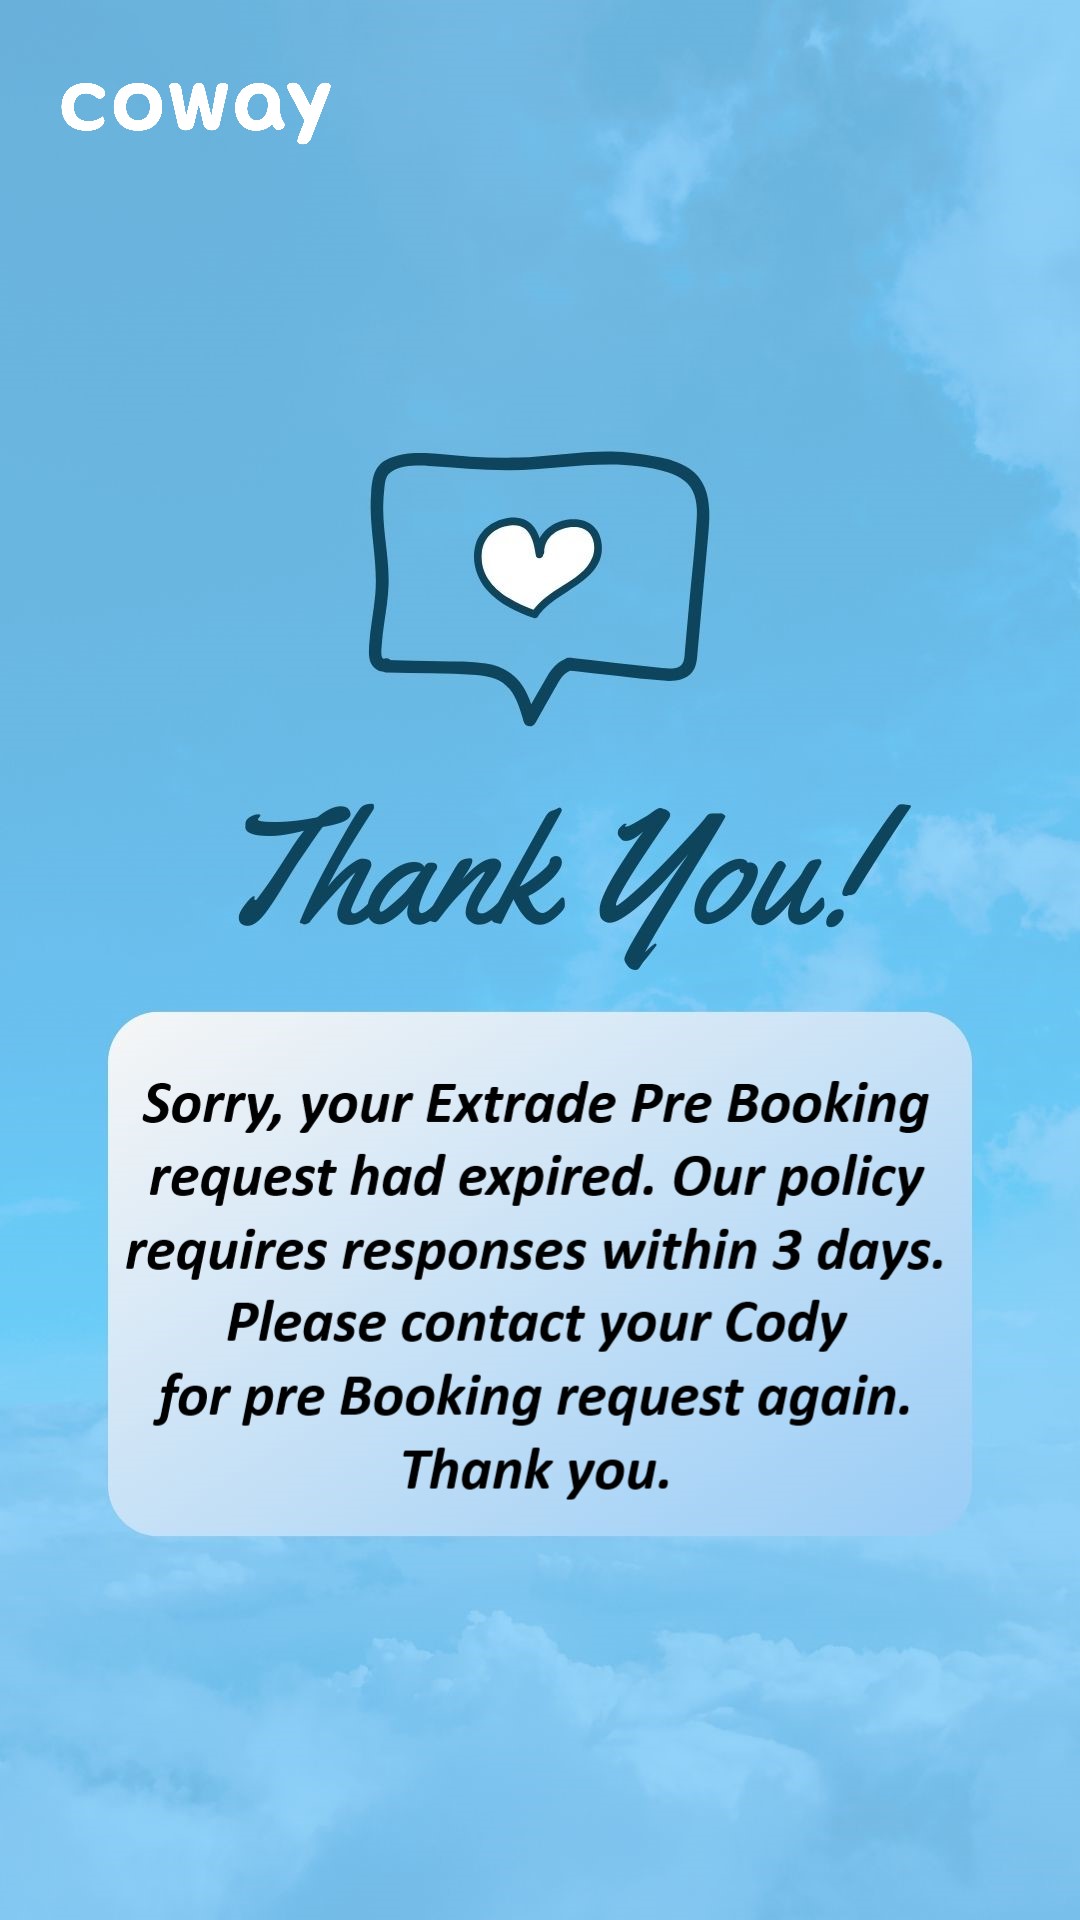 coway
Thank You!
Sorry, your Extrade Pre Booking
request had expired. Our policy
requires responses within 3 days.
Please contact your Cody
for pre Booking request again.
Thank you.